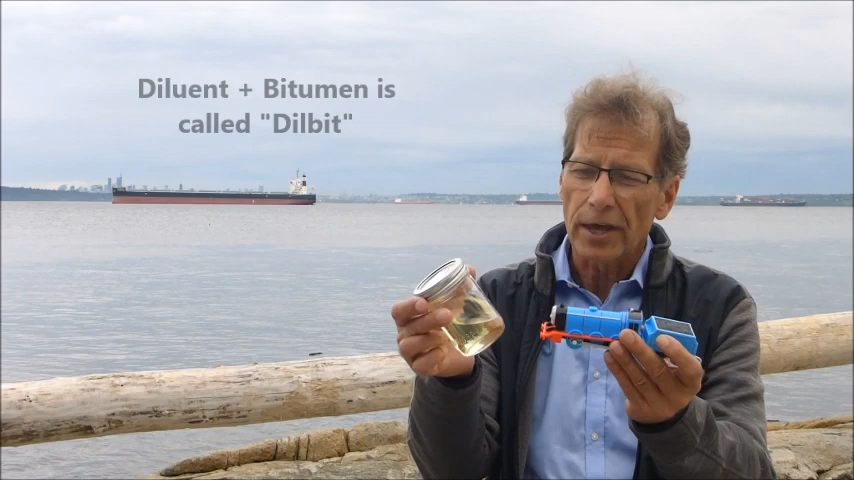 Diluent + Bitumen is
called "Dilbit"